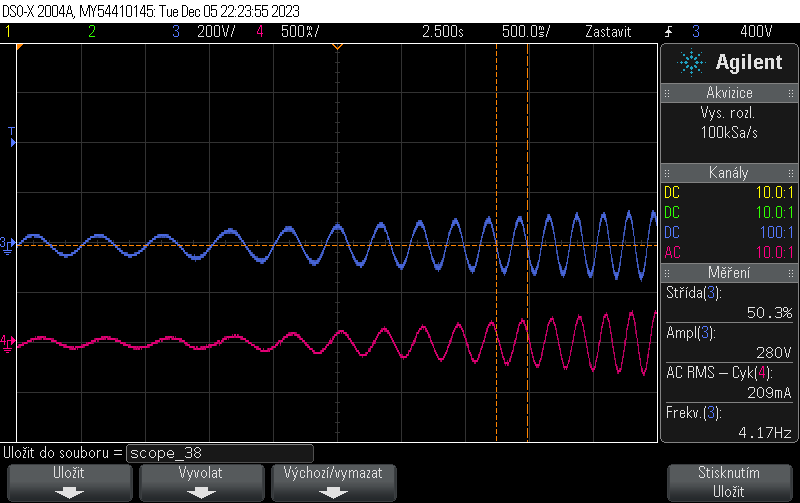 DSO-X 2004A, MY54410145: Tue Dec 05 22:23:55 2023
1 2 3 200V/ 4 500ᵐ/ 2.500s 500.0ᵐ/ Zastavit 3 400V
Agilent
Akvizice
Vys. rozl.
100kSa/s
Kanály
DC 10.0:1
DC 10.0:1
DC 100:1
AC 10.0:1
Měření
Střída(3):
50.3%
Ampl(3):
280V
AC RMS – Cyk(4):
209mA
Frekv.(3):
4.17Hz
T
3
4
Uložit do souboru = scope_38
Uložit
Vyvolat
Výchozí/vymazat
Stisknutím
Uložit